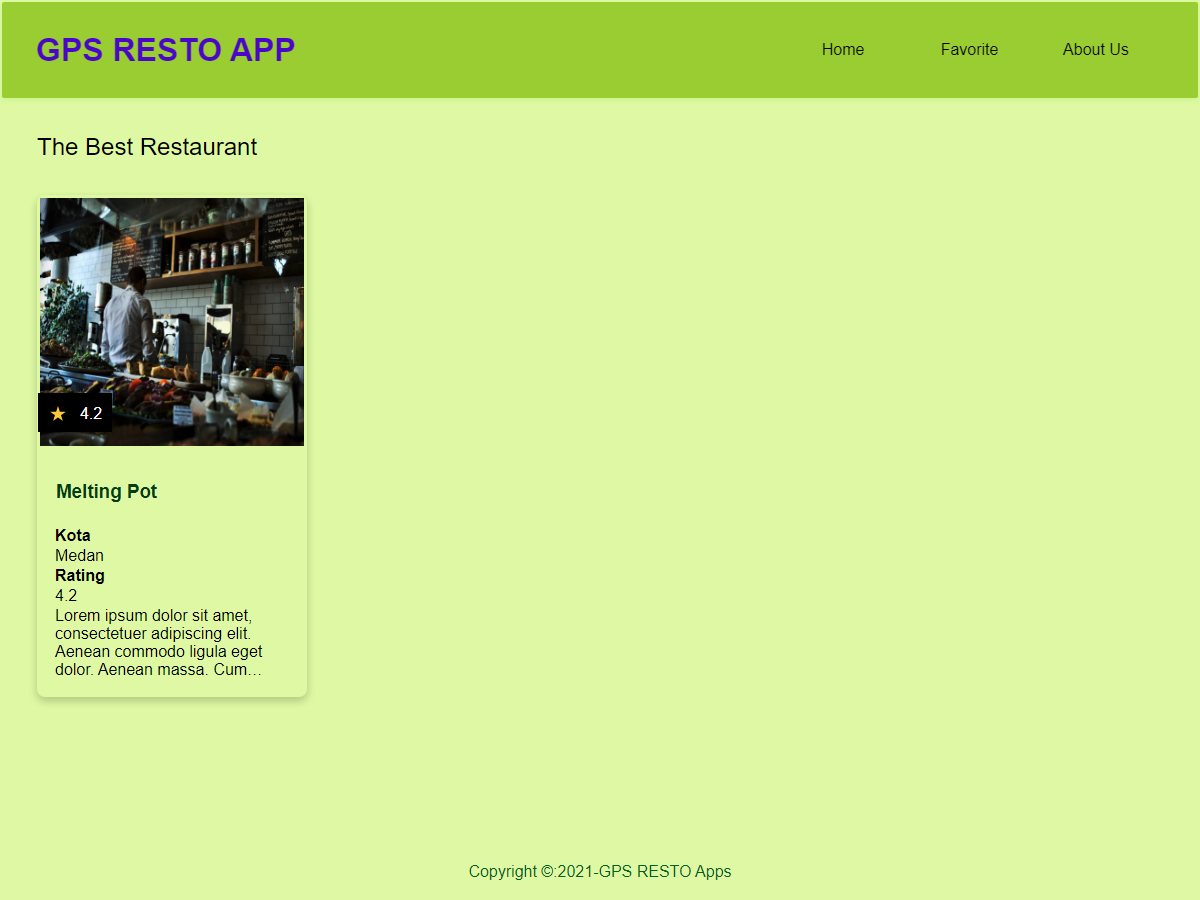 GPS RESTO APP
Home
Favorite
About Us
The Best Restaurant
★ 4.2
Melting Pot
Kota
Medan
Rating
4.2
Lorem ipsum dolor sit amet,
consectetuer adipiscing elit.
Aenean commodo ligula eget
dolor. Aenean massa. Cum…
Copyright ©:2021-GPS RESTO Apps